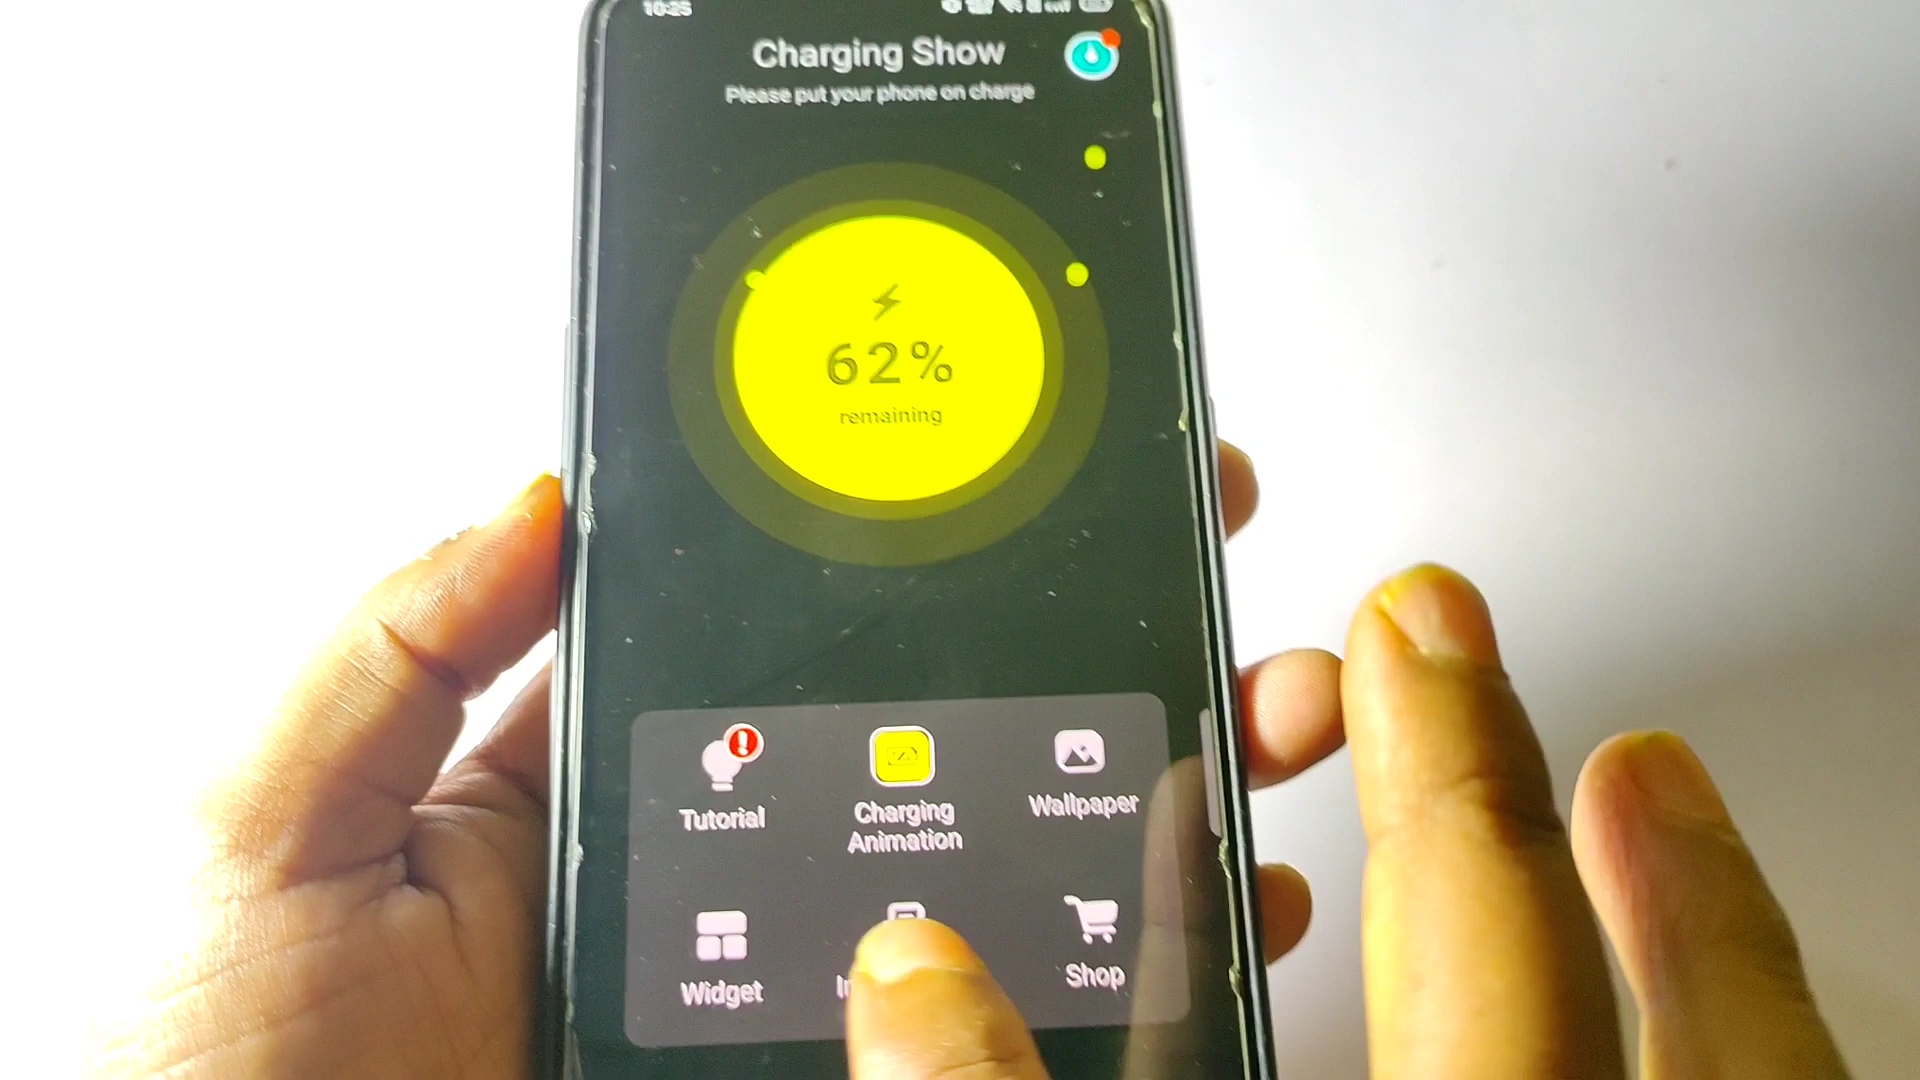 10:25
Charging Show
Please put your phone on charge
62%
remaining
Tutorial
Charging
Animation
Wallpaper
Widget
Shop